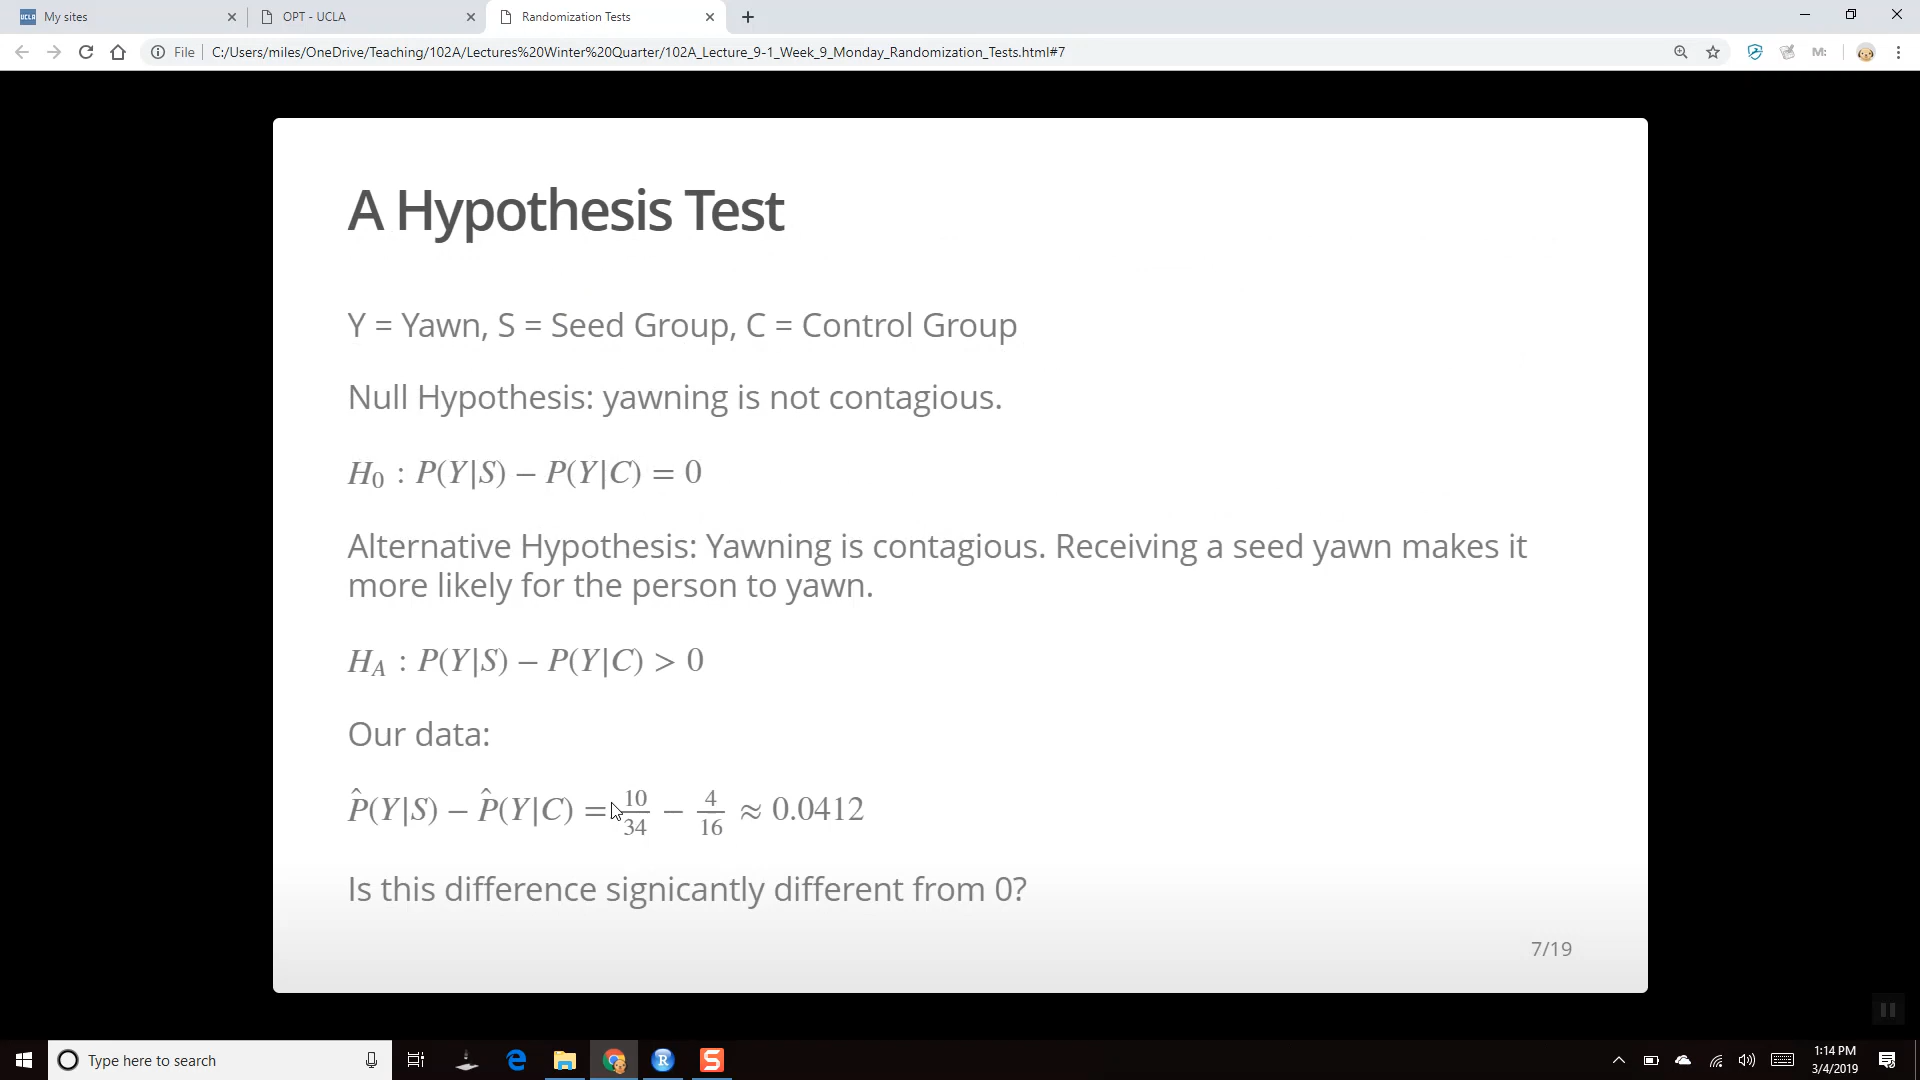 UCLA My sites
OPT - UCLA
Randomization Tests
File C:/Users/miles/OneDrive/Teaching/102A/Lectures%20Winter%20Quarter/102A_Lecture_9-1_Week_9_Monday_Randomization_Tests.html#7
M:
A Hypothesis Test
Y = Yawn, S = Seed Group, C = Control Group
Null Hypothesis: yawning is not contagious.
H₀ : P(Y|S) − P(Y|C) = 0
Alternative Hypothesis: Yawning is contagious. Receiving a seed yawn makes it
more likely for the person to yawn.
H_A : P(Y|S) − P(Y|C) > 0
Our data:
P̂(Y|S) − P̂(Y|C) = 10/34 − 4/16 ≈ 0.0412
Is this difference signicantly different from 0?
7/19
Type here to search
R
S
1:14 PM
3/4/2019